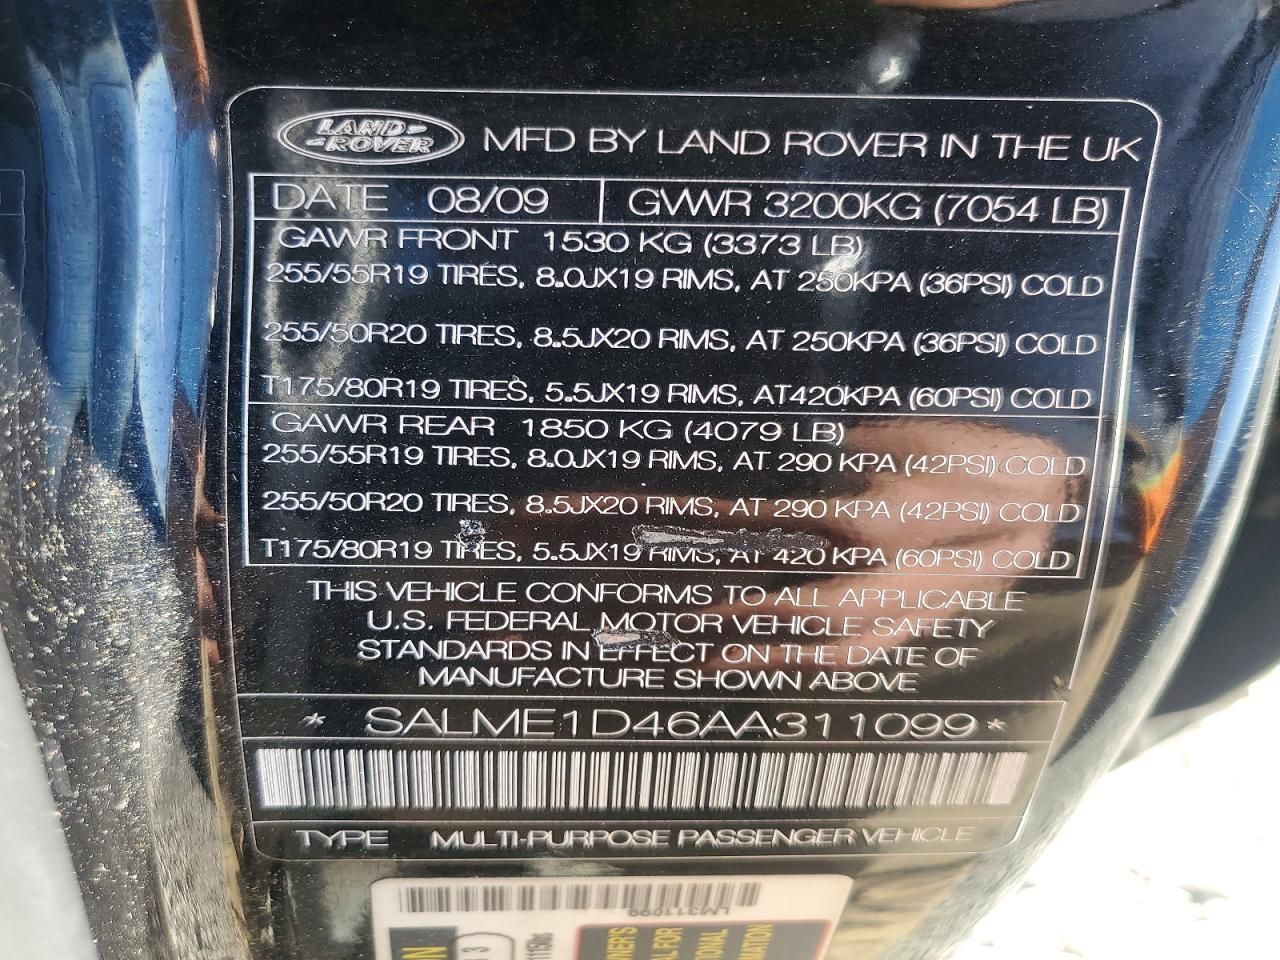 LAND ROVER MFD BY LAND ROVER IN THE UK
DATE 08/09 GVWR 3200KG (7054 LB)
GAWR FRONT 1530 KG (3373 LB)
255/55R19 TIRES, 8.0JX19 RIMS, AT 250KPA (36PSI) COLD
255/50R20 TIRES, 8.5JX20 RIMS, AT 250KPA (36PSI) COLD
T175/80R19 TIRES, 5.5JX19 RIMS, AT420KPA (60PSI) COLD
GAWR REAR 1850 KG (4079 LB)
255/55R19 TIRES, 8.0JX19 RIMS, AT 290 KPA (42PSI) COLD
255/50R20 TIRES, 8.5JX20 RIMS, AT 290 KPA (42PSI) COLD
T175/80R19 TIRES, 5.5JX19 RIMS, AT 420 KPA (60PSI) COLD
THIS VEHICLE CONFORMS TO ALL APPLICABLE
U.S. FEDERAL MOTOR VEHICLE SAFETY
STANDARDS IN EFFECT ON THE DATE OF
MANUFACTURE SHOWN ABOVE
* SALME1D46AA311099 *
TYPE MULTI-PURPOSE PASSENGER VEHICLE
LM311099
3